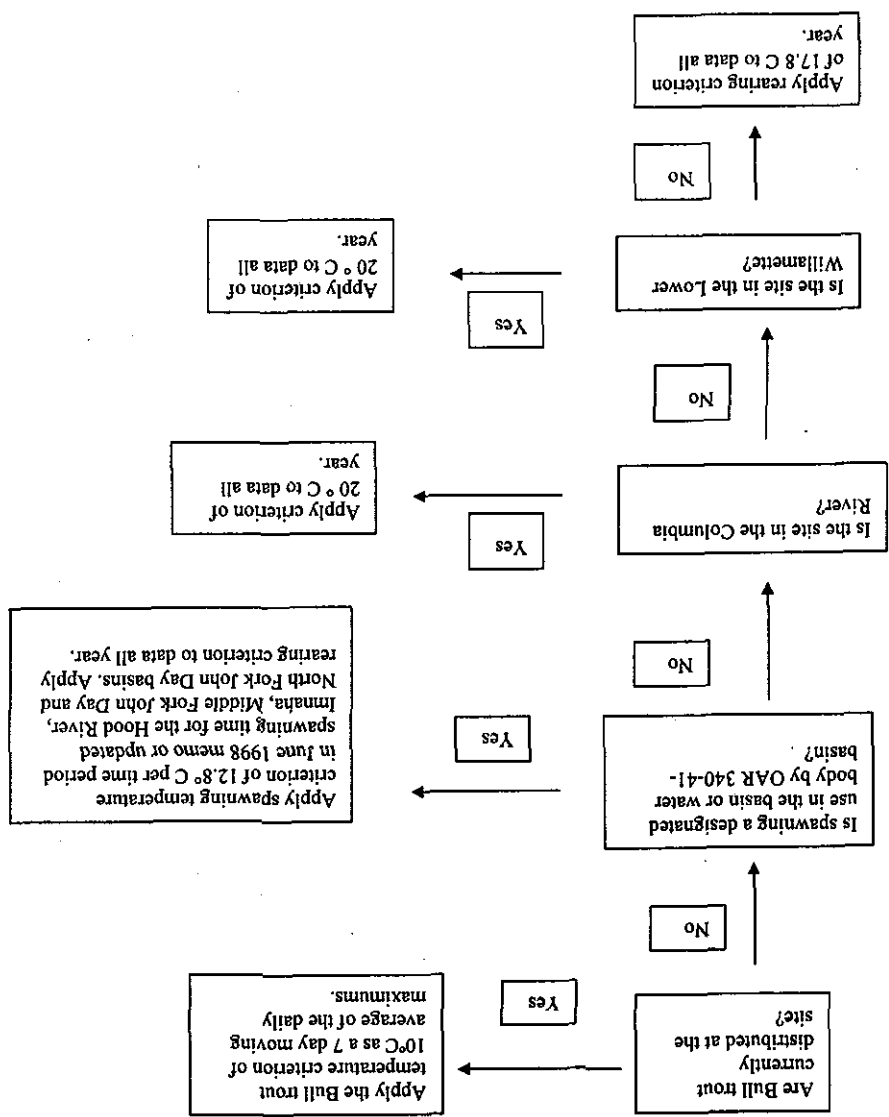 Are Bull trout
currently
distributed at the
site?
Yes
Apply the Bull trout
temperature criterion of
10°C as a 7 day moving
average of the daily
maximums.
No
Is spawning a designated
use in the basin or water
body by OAR 340-41-
basin?
Yes
Apply spawning temperature
criterion of 12.8° C per time period
in June 1998 memo or updated
spawning time for the Hood River,
Imnaha, Middle Fork John Day and
North Fork John Day basins. Apply
rearing criterion to data all year.
No
Is the site in the Columbia
River?
Yes
Apply criterion of
20 ° C to data all
year.
No
Is the site in the Lower
Willamette?
Yes
Apply criterion of
20 ° C to data all
year.
No
Apply rearing criterion
of 17.8 C to data all
year.